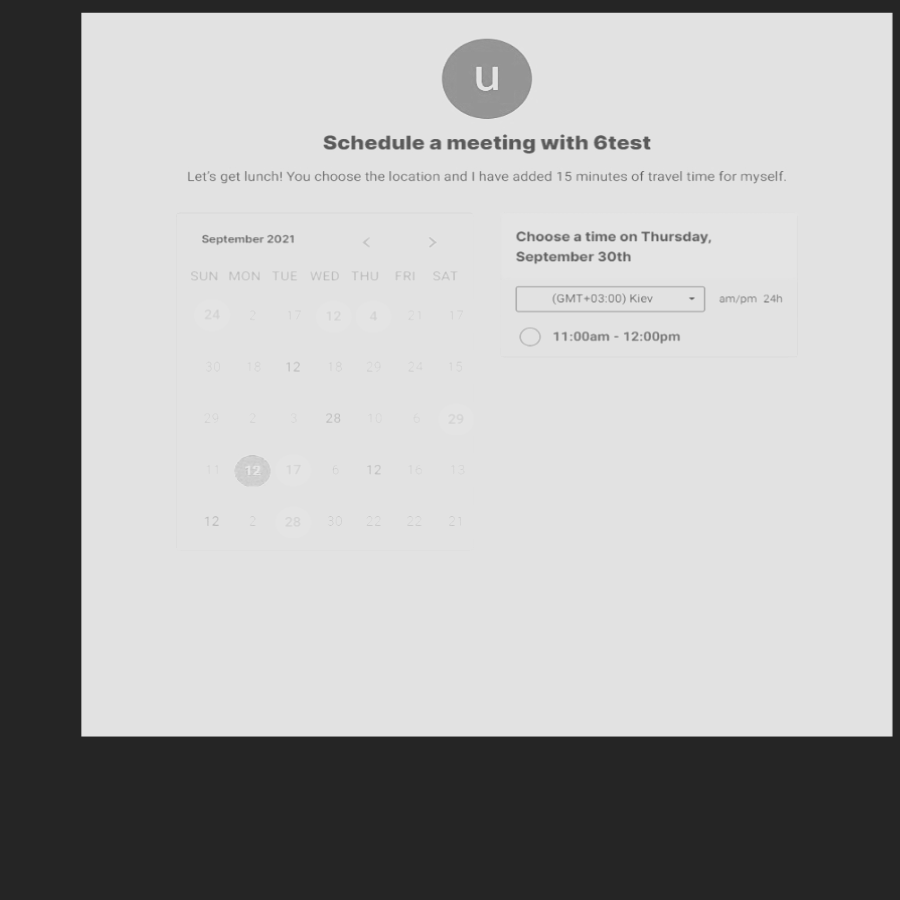 u
Schedule a meeting with 6test
Let's get lunch! You choose the location and I have added 15 minutes of travel time for myself.
September 2021 < >
SUN MON TUE WED THU FRI SAT
24 2 17 12 4 21 17
30 18 12 18 29 24 15
29 2 3 28 10 6 29
11 12 17 6 12 16 13
12 2 28 30 22 22 21
Choose a time on Thursday,
September 30th
(GMT+03:00) Kiev am/pm 24h
11:00am - 12:00pm